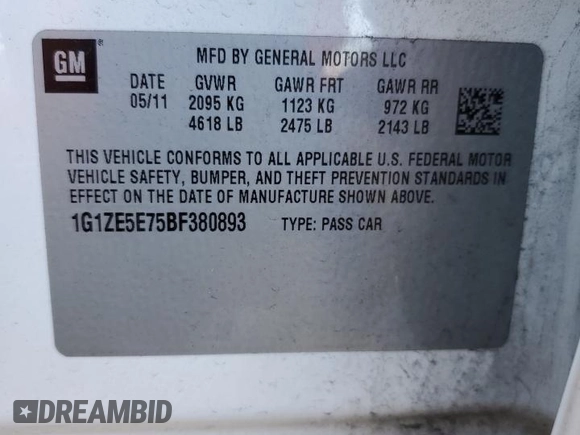 GM
MFD BY GENERAL MOTORS LLC
DATE GVWR GAWR FRT GAWR RR
05/11 2095 KG 1123 KG 972 KG
4618 LB 2475 LB 2143 LB
THIS VEHICLE CONFORMS TO ALL APPLICABLE U.S. FEDERAL MOTOR
VEHICLE SAFETY, BUMPER, AND THEFT PREVENTION STANDARDS IN
EFFECT ON THE DATE OF MANUFACTURE SHOWN ABOVE.
1G1ZE5E75BF380893 TYPE: PASS CAR
DREAMBID